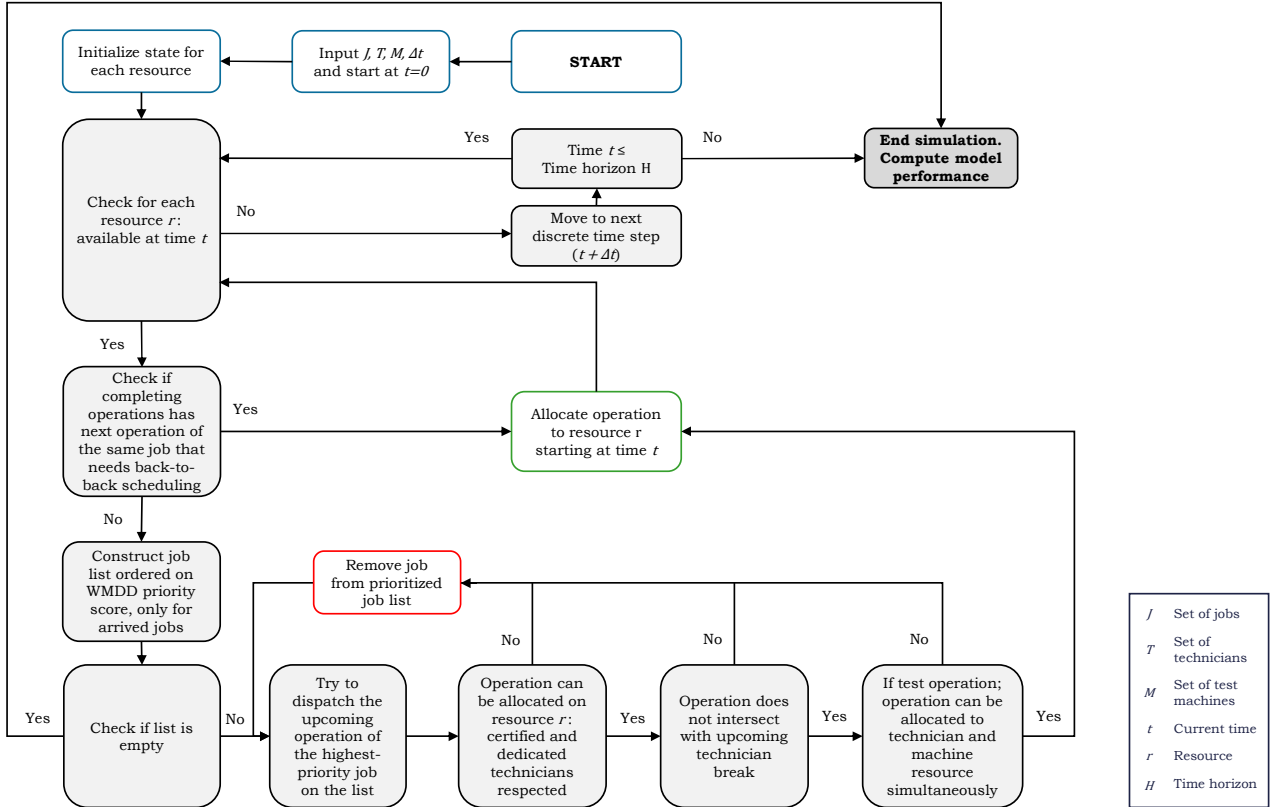 Initialize state for
each resource
Input J, T, M, Δt
and start at t=0
START
Yes
Time t ≤
Time horizon H
No
End simulation.
Compute model
performance
Check for each
resource r:
available at time t
No
Move to next
discrete time step
(t + Δt)
Yes
Check if
completing
operations has
next operation of
the same job that
needs back-to-
back scheduling
Yes
Allocate operation
to resource r
starting at time t
No
Construct job
list ordered on
WMDD priority
score, only for
arrived jobs
Remove job
from prioritized
job list
No
No
No
Yes
Check if list is
empty
No
Try to
dispatch the
upcoming
operation of
the highest-
priority job
on the list
Operation can
be allocated on
resource r:
certified and
dedicated
technicians
respected
Yes
Operation does
not intersect
with upcoming
technician
break
Yes
If test operation;
operation can be
allocated to
technician and
machine
resource
simultaneously
Yes
J Set of jobs
T Set of
technicians
M Set of test
machines
t Current time
r Resource
H Time horizon